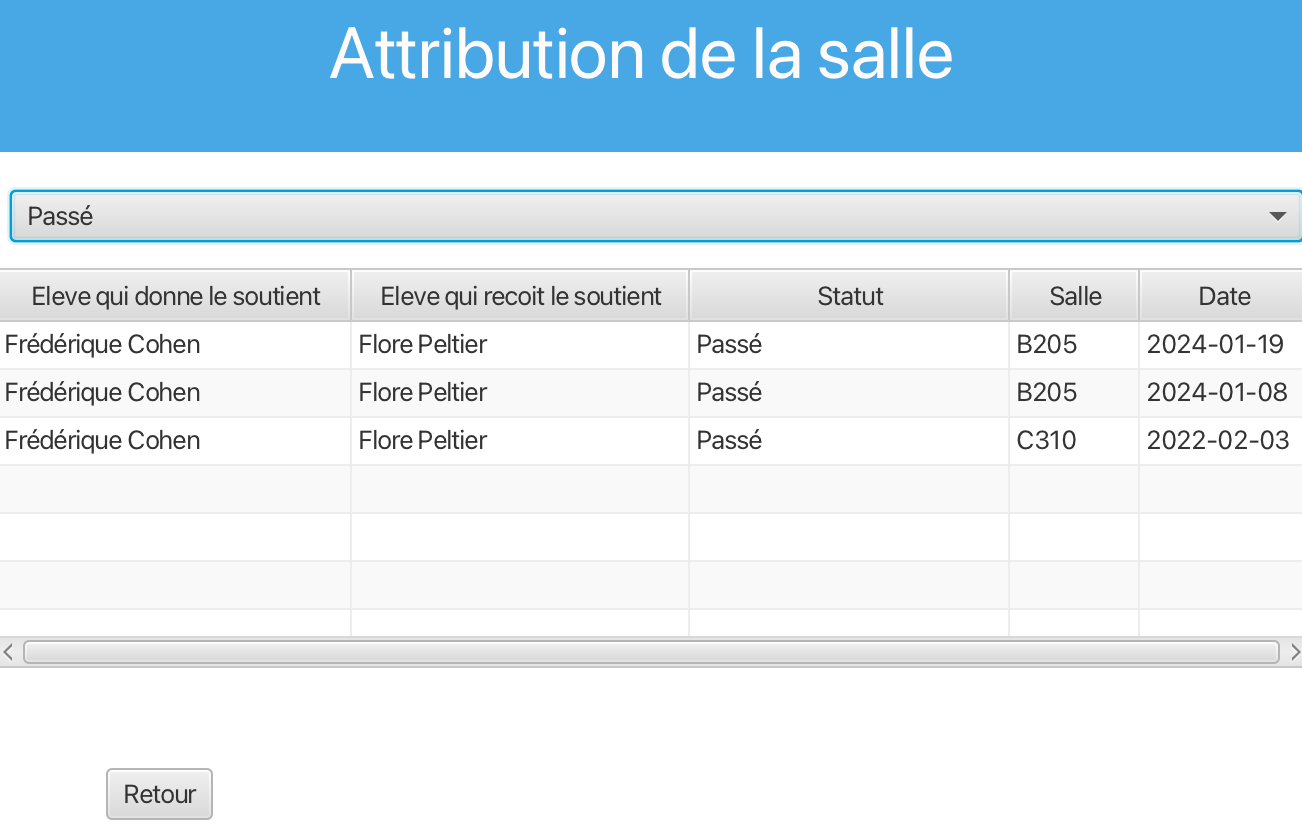 Attribution de la salle
Passé
Eleve qui donne le soutient Eleve qui recoit le soutient Statut Salle Date
Frédérique Cohen Flore Peltier Passé B205 2024-01-19
Frédérique Cohen Flore Peltier Passé B205 2024-01-08
Frédérique Cohen Flore Peltier Passé C310 2022-02-03
Retour